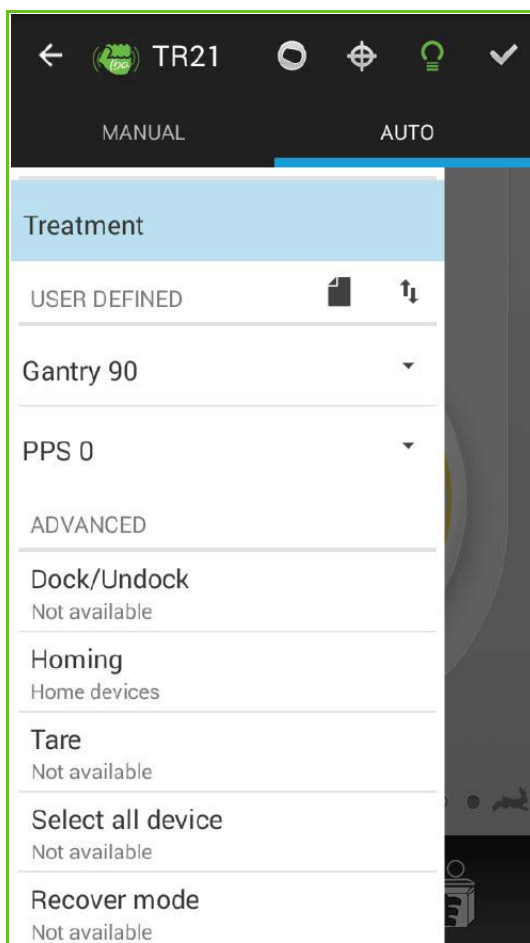 iba TR21
MANUAL AUTO
Treatment
USER DEFINED
Gantry 90
PPS 0
ADVANCED
Dock/Undock
Not available
Homing
Home devices
Tare
Not available
Select all device
Not available
Recover mode
Not available